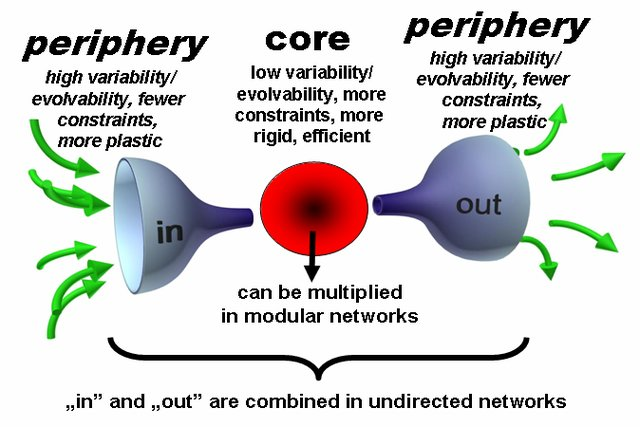 periphery
high variability/
evolvability, fewer
constraints,
more plastic
core
low variability/
evolvability, more
constraints, more
rigid, efficient
periphery
high variability/
evolvability, fewer
constraints,
more plastic
in
out
can be multiplied
in modular networks
„in” and „out” are combined in undirected networks